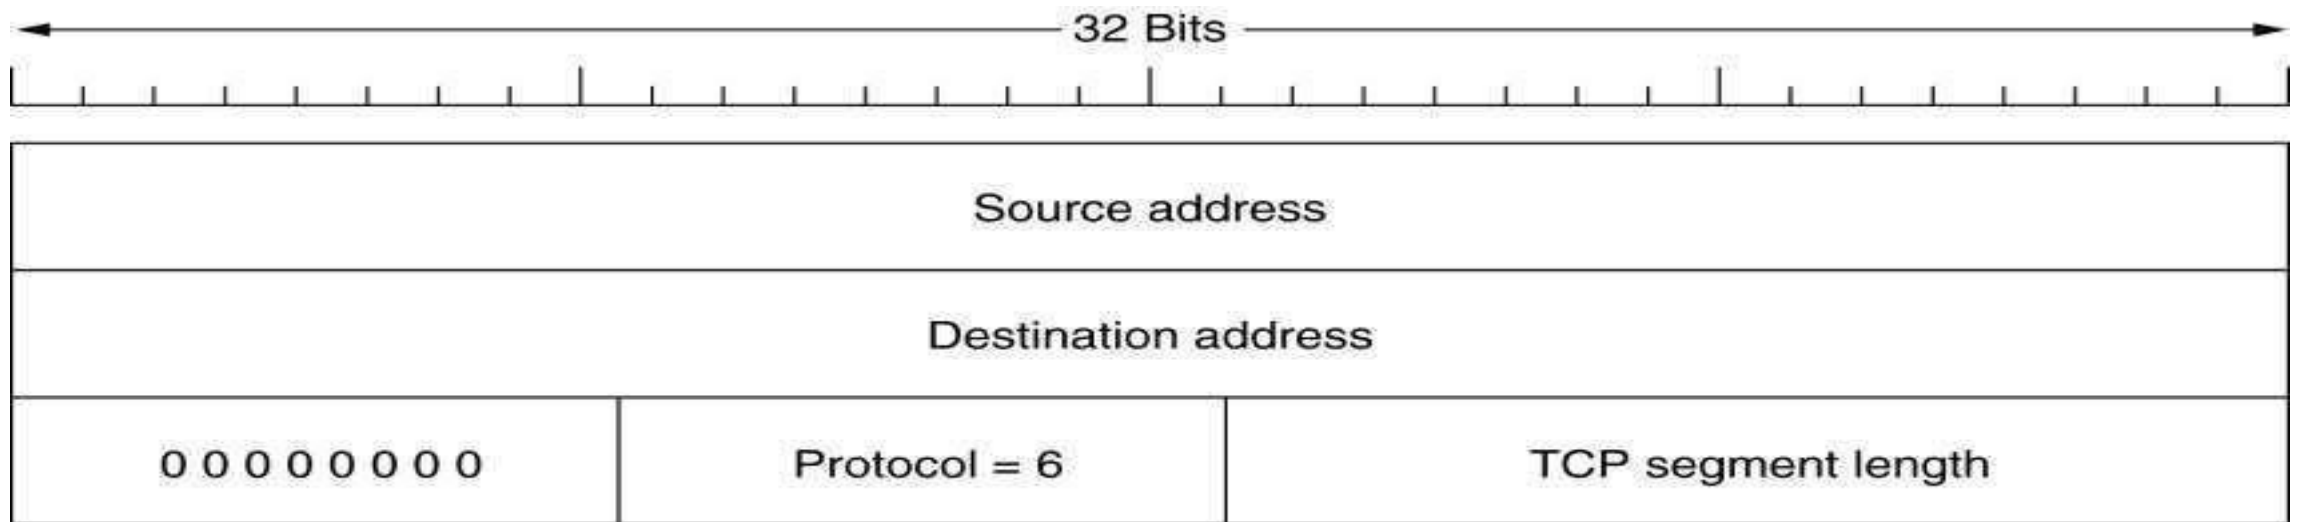 32 Bits
Source address
Destination address
0 0 0 0 0 0 0 0 Protocol = 6 TCP segment length